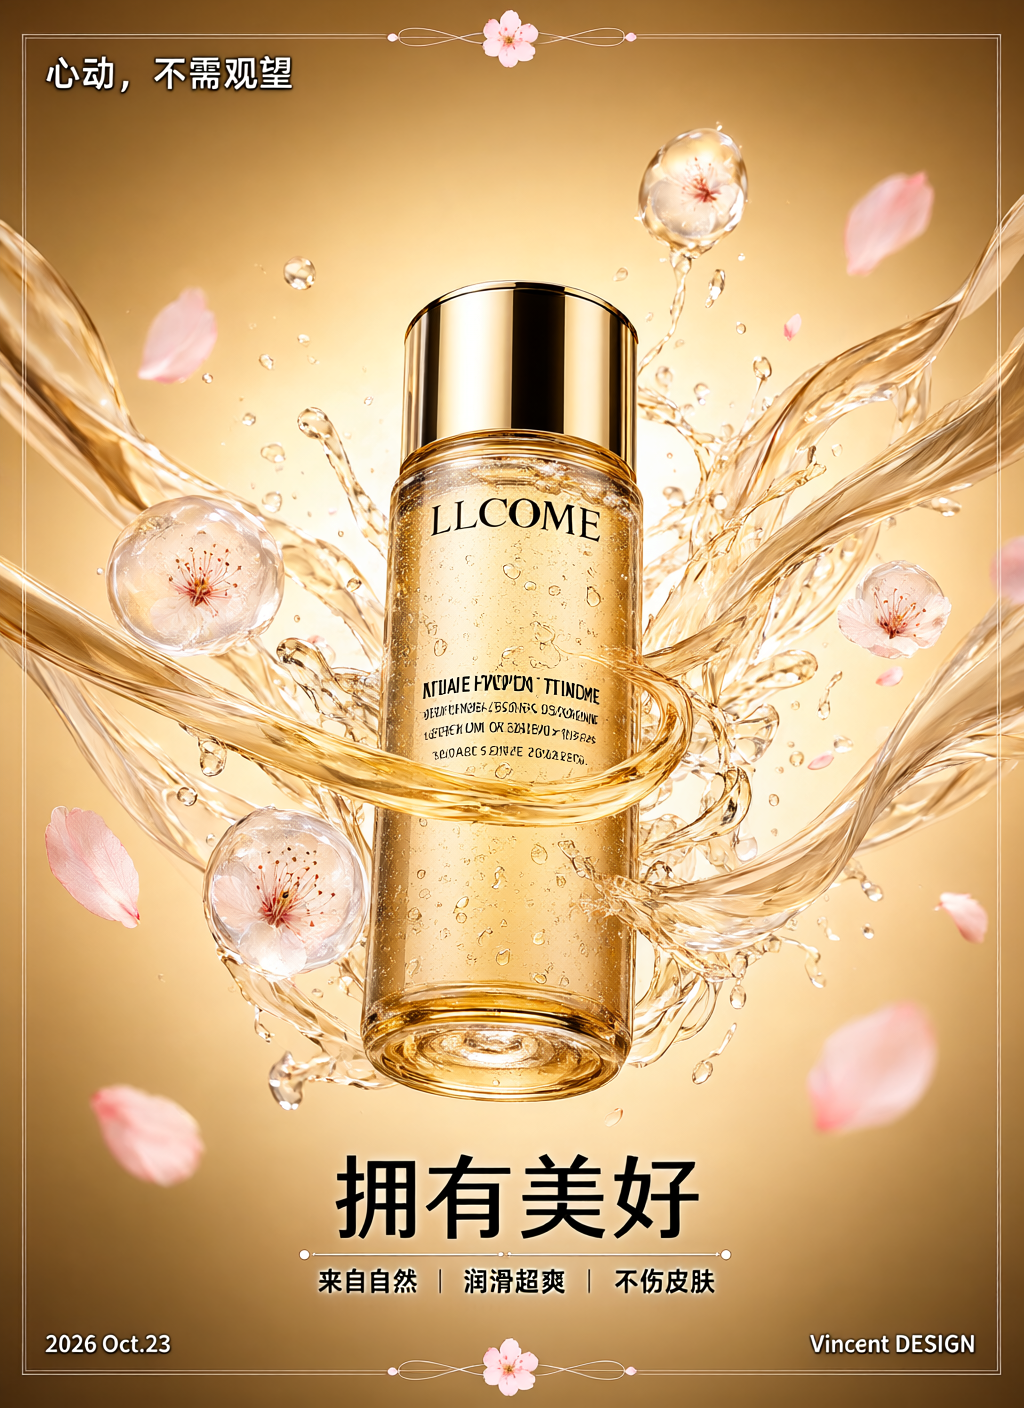 心动，不需观望
LLCOME
拥有美好
来自自然 | 润滑超爽 | 不伤皮肤
2026 Oct.23
Vincent DESIGN